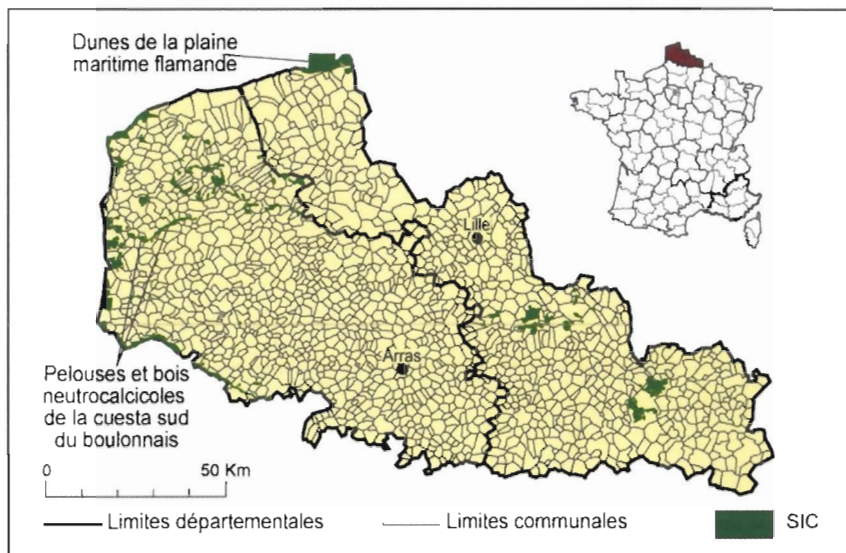 Dunes de la plaine
maritime flamande
Lille
Arras
Pelouses et bois
neutrocalcicoles
de la cuesta sud
du boulonnais
0 50 Km
Limites départementales Limites communales SIC